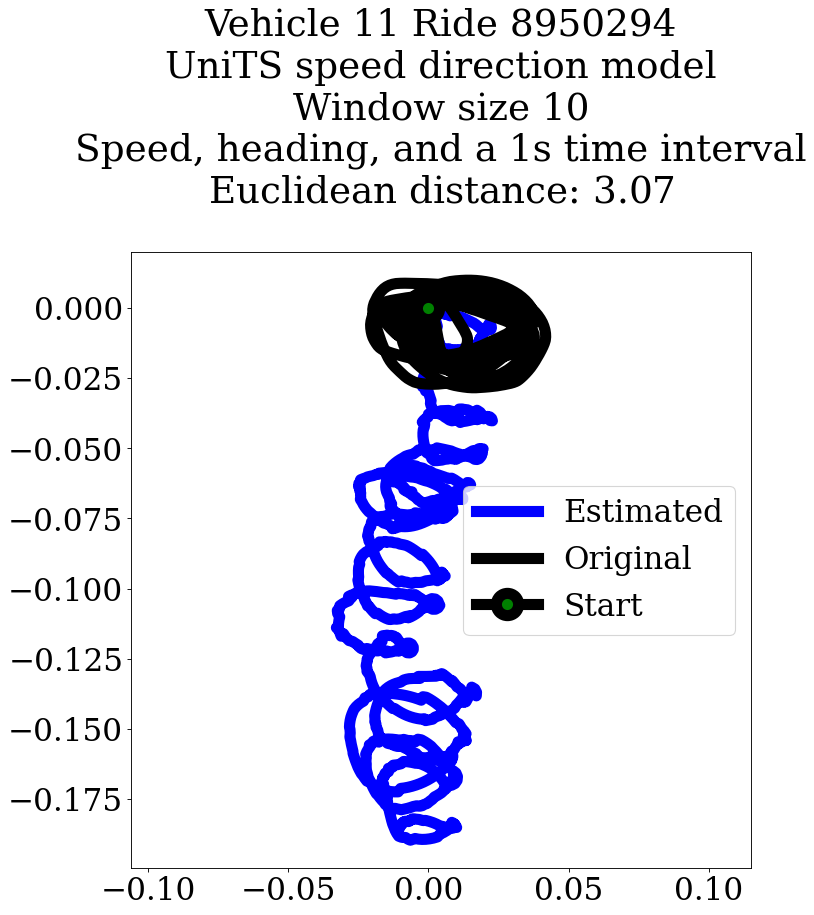 Vehicle 11 Ride 8950294
UniTS speed direction model
Window size 10
Speed, heading, and a 1s time interval
Euclidean distance: 3.07
0.000
−0.025
−0.050
−0.075
−0.100
−0.125
−0.150
−0.175
Estimated
Original
Start
−0.10
−0.05
0.00
0.05
0.10